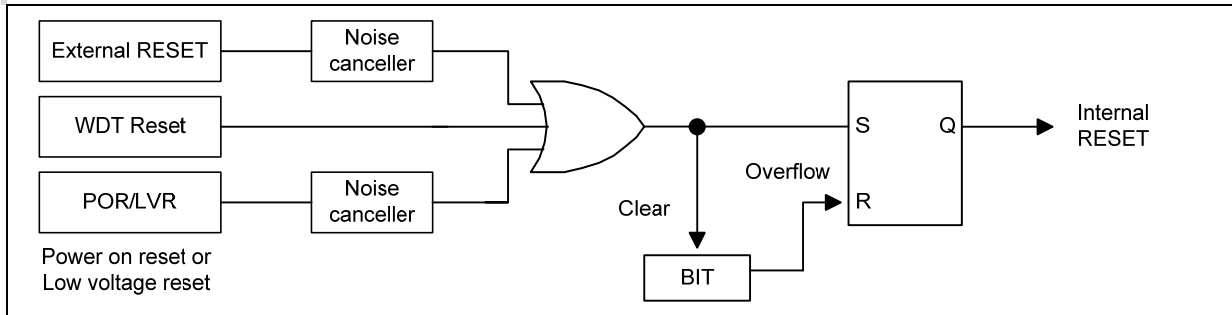 External RESET
Noise
canceller
WDT Reset
POR/LVR
Noise
canceller
Power on reset or
Low voltage reset
Clear
BIT
Overflow
S
Q
R
Internal
RESET